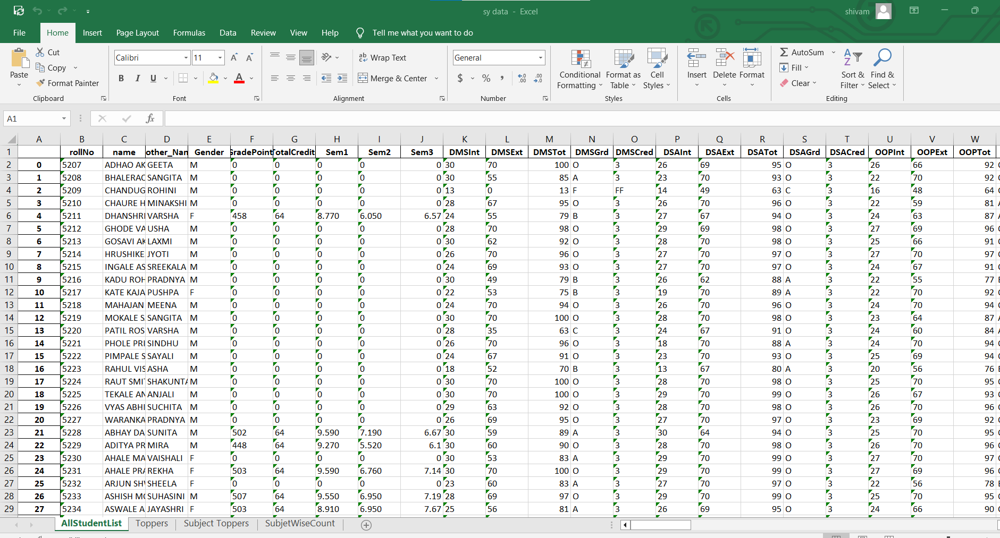 sy data - Excel
shivam
File Home Insert Page Layout Formulas Data Review View Help Tell me what you want to do
Paste
Cut
Copy
Format Painter
Clipboard
Calibri 11 A A
B I U A
Font
ab Wrap Text
Merge & Center
Alignment
General
$ % ,
Number
Conditional Formatting
Format as Table
Cell Styles
Styles
Insert Delete Format
Cells
AutoSum
Fill
Clear
Sort & Filter
Find & Select
Editing
A1 fx
A B C D E F G H I J K L M N O P Q R S T U V W
1 rollNo name Gender Sem1 Sem2 Sem3 DMSInt DMSExt DMSTot DMSGrd DMSCred DSAInt DSAExt DSATot DSAGrd DSACred OOPInt OOPExt OOPTot
2 0 5207 ADHAO AK GEETA M 0 0 0 0 0 30 70 100 O 3 26 69 95 O 3 26 66 92
3 1 5208 BHALERAO SANGITA M 0 0 0 0 0 30 55 85 A 3 23 70 93 O 3 22 70 92
4 2 5209 CHANDUG ROHINI M 0 0 0 0 0 13 0 13 F FF 14 49 63 C 3 16 48 64
5 3 5210 CHAURE H MINAKSHI M 0 0 0 0 0 28 67 95 O 3 26 70 96 O 3 22 59 81
6 4 5211 DHANSHRI VARSHA F 458 64 8.770 6.050 6.57 24 55 79 B 3 27 67 94 O 3 24 63 87
7 5 5212 GHODE VA USHA M 0 0 0 0 0 28 70 98 O 3 29 69 98 O 3 27 69 96
8 6 5213 GOSAVI AK LAXMI M 0 0 0 0 0 30 62 92 O 3 28 70 98 O 3 25 66 91
9 7 5214 HRUSHIKE JYOTI M 0 0 0 0 0 26 70 96 O 3 27 70 97 O 3 27 70 97
10 8 5215 INGALE AS SREEKALA M 0 0 0 0 0 24 69 93 O 3 27 70 97 O 3 24 67 91
11 9 5216 KADU ROH PRADNYA M 0 0 0 0 0 30 49 79 B 3 26 62 88 A 3 22 55 77
12 10 5217 KATE KAJA PUSHPA F 0 0 0 0 0 22 53 75 B 3 19 70 89 A 3 22 70 92
13 11 5218 MAHAJAN MEENA M 0 0 0 0 0 24 70 94 O 3 26 70 96 O 3 24 70 94
14 12 5219 MOKALE S SANGITA M 0 0 0 0 0 30 70 100 O 3 28 70 98 O 3 23 64 87
15 13 5220 PATIL ROS VARSHA M 0 0 0 0 0 28 35 63 C 3 24 67 91 O 3 24 60 84
16 14 5221 PHOLE PRI SINDHU M 0 0 0 0 0 26 70 96 O 3 18 70 88 A 3 24 70 94
17 15 5222 PIMPALE S SAYALI M 0 0 0 0 0 24 67 91 O 3 23 70 93 O 3 25 69 94
18 16 5223 RAHUL VIS ASHA M 0 0 0 0 0 18 52 70 B 3 13 67 80 A 3 20 56 76
19 17 5224 RAUT SMI SHAKUNTA M 0 0 0 0 0 30 70 100 O 3 28 70 98 O 3 25 70 95
20 18 5225 TEKALE AN ANJALI M 0 0 0 0 0 30 70 100 O 3 29 70 99 O 3 26 67 93
21 19 5226 VYAS ABHI SUCHITA M 0 0 0 0 0 29 63 92 O 3 28 70 98 O 3 26 70 96
22 20 5227 WARANKA PRADNYA M 0 0 0 0 0 26 69 95 O 3 27 70 97 O 3 23 69 92
23 21 5228 ABHAY DA SUNITA M 502 64 9.590 7.190 6.67 30 59 89 A 3 30 64 94 O 3 25 70 95
24 22 5229 ADITYA PR MIRA M 448 64 9.270 5.520 6.1 30 60 90 O 3 28 70 98 O 3 26 70 96
25 23 5230 AHALE MA VAISHALI F 0 0 0 0 0 30 53 83 A 3 29 70 99 O 3 27 70 97
26 24 5231 AHALE PRA REKHA F 503 64 9.590 6.760 7.14 30 70 100 O 3 29 70 99 O 3 27 69 96
27 25 5232 ARJUN SH SHEELA F 0 0 0 0 0 23 60 83 A 3 27 70 97 O 3 22 56 78
28 26 5233 ASHISH MO SUHASINI M 507 64 9.550 6.950 7.19 28 69 97 O 3 29 70 99 O 3 25 70 95
29 27 5234 ASWALE A JAYASHRI F 503 64 8.910 6.950 7.67 25 56 81 A 3 26 69 95 O 3 24 66 90
AllStudentList Toppers Subject Toppers SubjetWiseCount